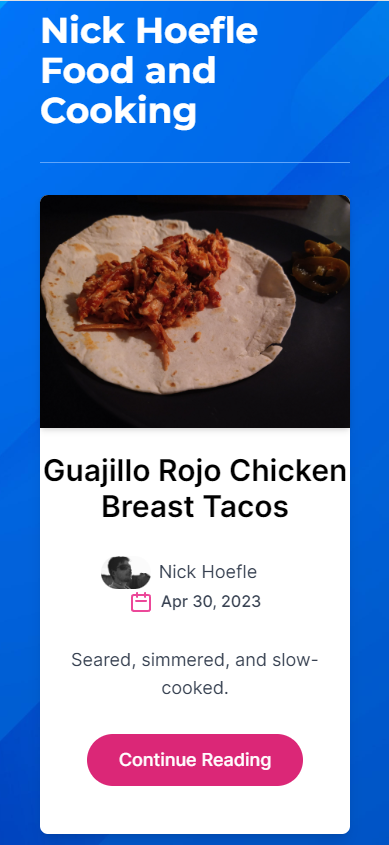 Nick Hoefle
Food and
Cooking
Guajillo Rojo Chicken
Breast Tacos
Nick Hoefle
Apr 30, 2023
Seared, simmered, and slow-
cooked.
Continue Reading